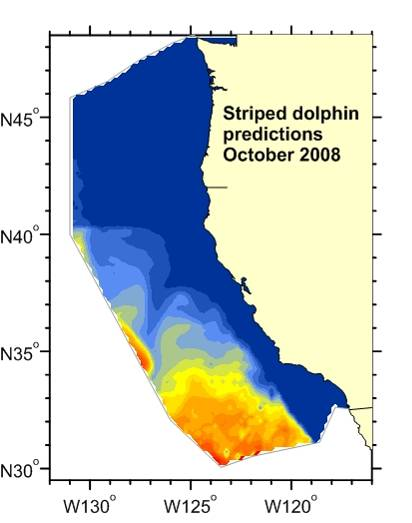 Striped dolphin
predictions
October 2008
N45°
N40°
N35°
N30°
W130° W125° W120°